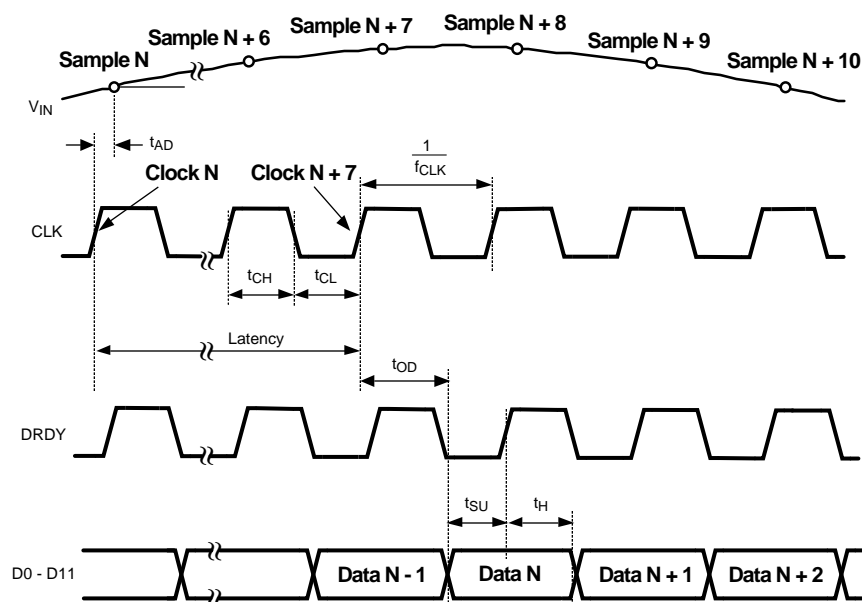 Sample N
Sample N + 6
Sample N + 7
Sample N + 8
Sample N + 9
Sample N + 10
VIN
tAD
Clock N
Clock N + 7
1
fCLK
CLK
tCH
tCL
Latency
tOD
DRDY
tSU
tH
D0 - D11
Data N - 1
Data N
Data N + 1
Data N + 2